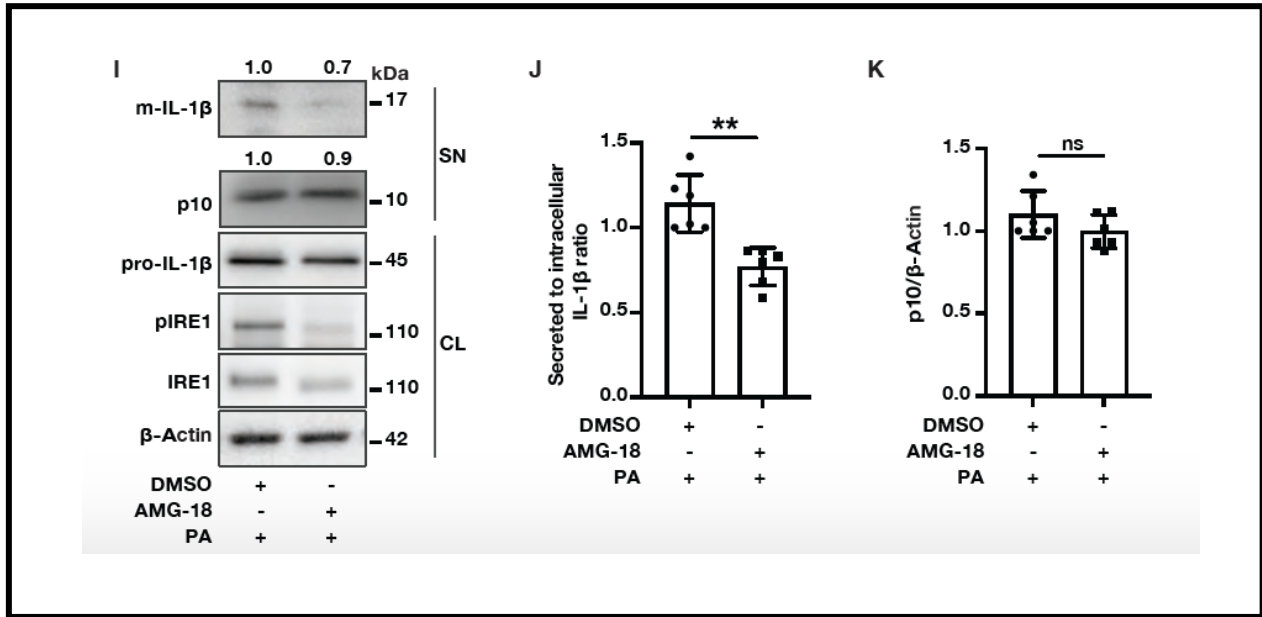 I
1.0 0.7 kDa
m-IL-1β 17
1.0 0.9 SN
p10 10
pro-IL-1β 45
pIRE1 110
CL
IRE1 110
β-Actin 42
DMSO + -
AMG-18 - +
PA + +
J
**
Secreted to intracellular
IL-1β ratio
1.5
1.0
0.5
0.0
DMSO + -
AMG-18 - +
PA + +
K
ns
p10/β-Actin
1.5
1.0
0.5
0.0
DMSO + -
AMG-18 - +
PA + +